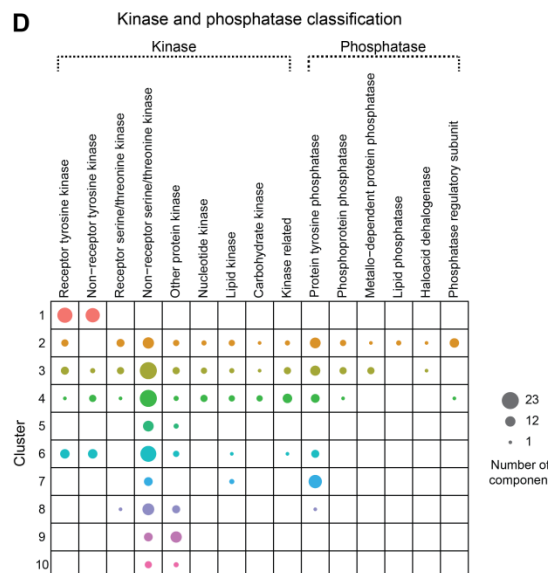 D
Kinase and phosphatase classification
Kinase
Phosphatase
Receptor tyrosine kinase
Non-receptor tyrosine kinase
Receptor serine/threonine kinase
Non-receptor serine/threonine kinase
Other protein kinase
Nucleotide kinase
Lipid kinase
Carbohydrate kinase
Kinase related
Protein tyrosine phosphatase
Phosphoprotein phosphatase
Metallo-dependent protein phosphatase
Lipid phosphatase
Haloacid dehalogenase
Phosphatase regulatory subunit
Cluster
1
2
3
4
5
6
7
8
9
10
23
12
1
Number of
component